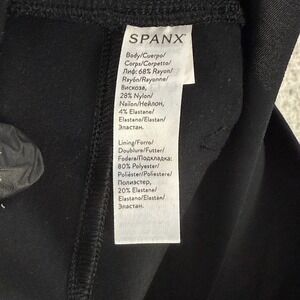 SPANX
Body/Cuerpo/
Corps/Corpetto/
Лиф: 68% Rayon/
Rayón/Rayonne/
Вискоза,
28% Nylon/
Nailon/Нейлон,
4% Elastane/
Elastano/Elastan/
Эластан.
Lining/Forro/
Doublure/Futter/
Fodera/Подкладка:
80% Polyester/
Poliéster/Poliestere/
Полиэстер,
20% Elastane/
Elastano/Elastan/
Эластан.